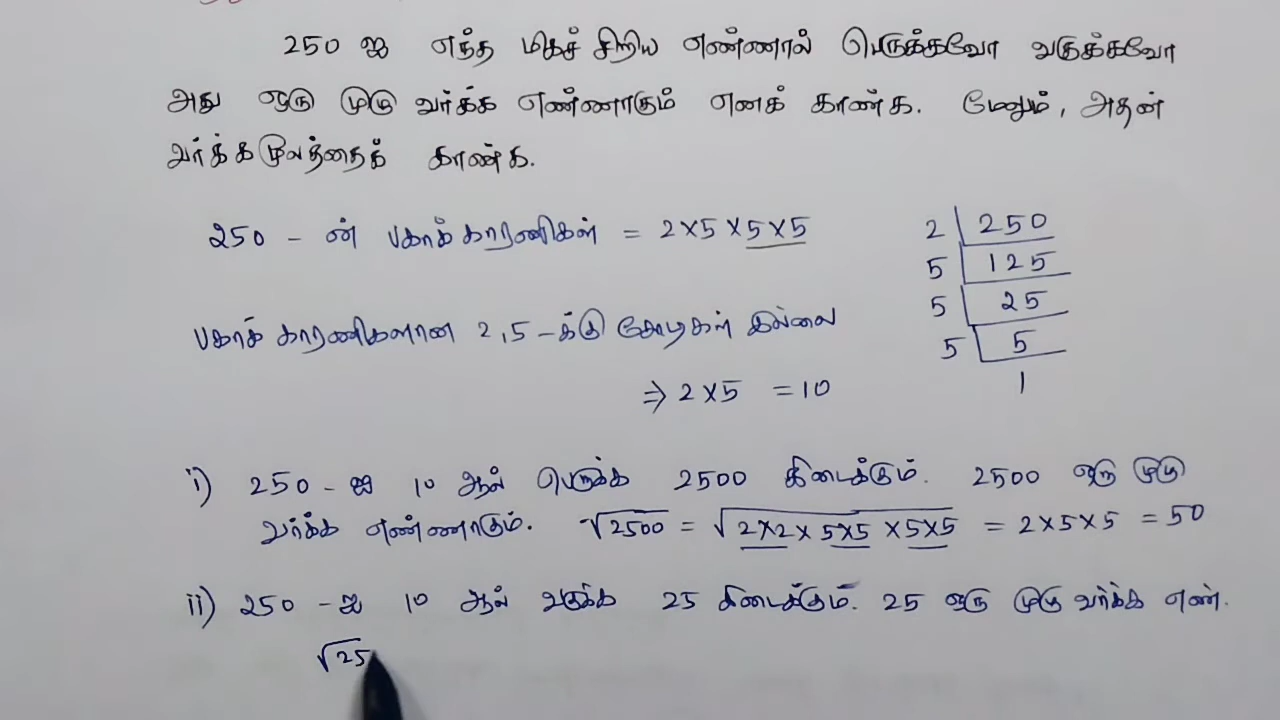 250 ஐ எந்த மிகச் சிறிய எண்ணால் பெருக்கவோ வகுக்கவோ
அது ஒரு முழு வர்க்க எண்ணாகும் எனக் காண்க. மேலும், அதன்
வர்க்கமூலத்தைக் காண்க.
250 - ன் பகாக்காரணிகள் = 2×5×5×5
2 | 250
5 | 125
5 | 25
5 | 5
1
பகாக் காரணிகளான 2,5-க்கு ஜோடிகள் இல்லை
⇒ 2×5 = 10
i) 250 - ஐ 10 ஆல் பெருக்க 2500 கிடைக்கும். 2500 ஒரு முழு
வர்க்க எண்ணாகும். √2500 = √2×2×5×5×5×5 = 2×5×5 = 50
ii) 250 - ஐ 10 ஆல் வகுக்க 25 கிடைக்கும். 25 ஒரு முழு வர்க்க எண்.
√25